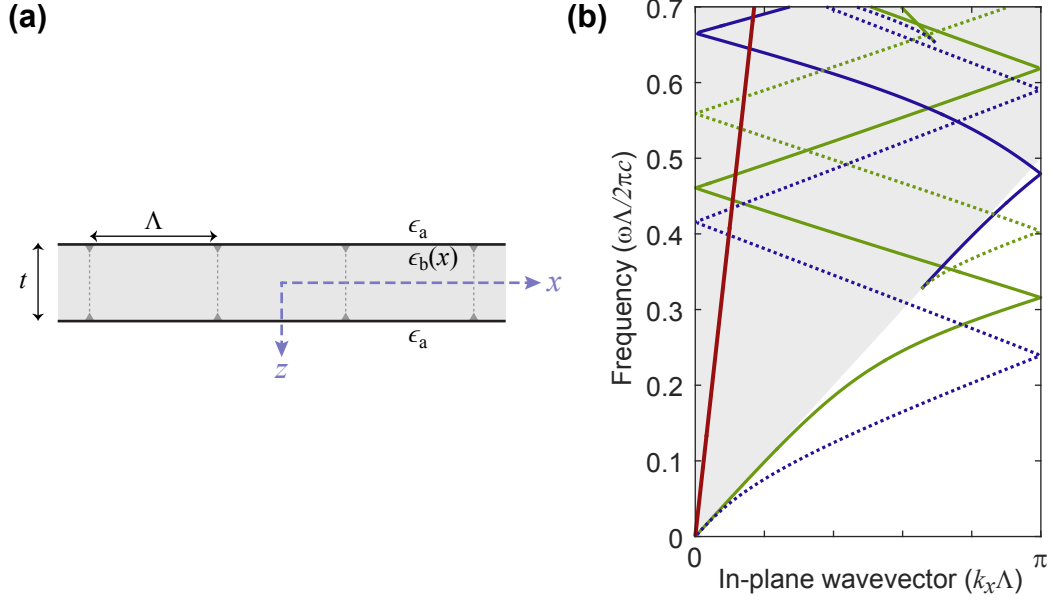 (a)
Λ
ϵa
ϵb(x)
t
x
ϵa
z
(b)
0.7
0.6
0.5
0.4
0.3
0.2
0.1
0
Frequency (ωΛ/2πc)
0
π
In-plane wavevector (kxΛ)